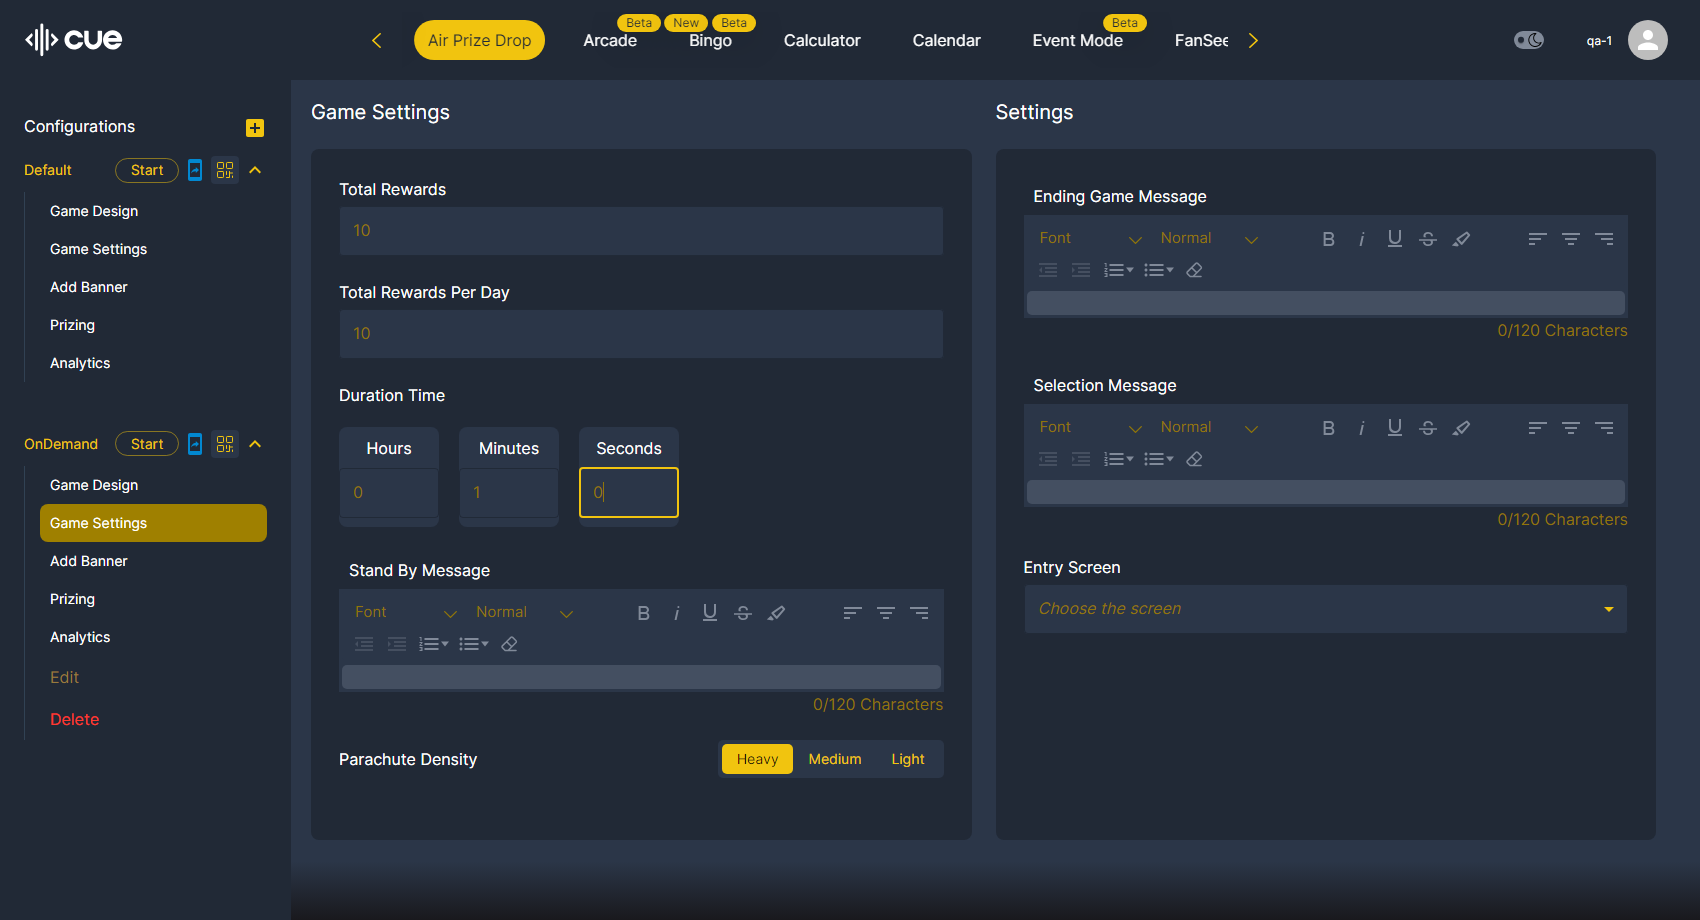 cue
Air Prize Drop
Arcade
Beta
Bingo
New
Beta
Calculator
Calendar
Event Mode
Beta
FanSee
qa-1
Configurations
Default
Start
Game Design
Game Settings
Add Banner
Prizing
Analytics
OnDemand
Start
Game Design
Game Settings
Add Banner
Prizing
Analytics
Edit
Delete
Game Settings
Total Rewards
10
Total Rewards Per Day
10
Duration Time
Hours
Minutes
Seconds
0
1
0
Stand By Message
Font
Normal
B
i
U
S
0/120 Characters
Parachute Density
Heavy
Medium
Light
Settings
Ending Game Message
Font
Normal
B
i
U
S
0/120 Characters
Selection Message
Font
Normal
B
i
U
S
0/120 Characters
Entry Screen
Choose the screen